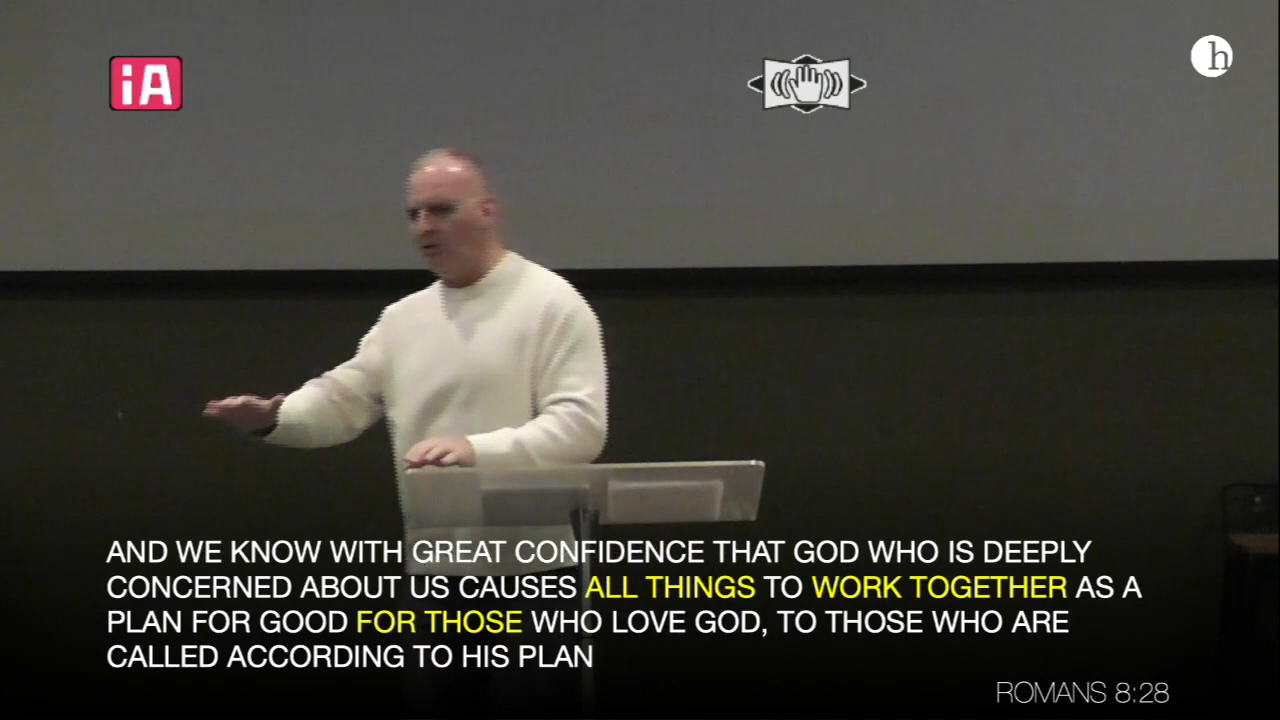 iA
h
AND WE KNOW WITH GREAT CONFIDENCE THAT GOD WHO IS DEEPLY
CONCERNED ABOUT US CAUSES ALL THINGS TO WORK TOGETHER AS A
PLAN FOR GOOD FOR THOSE WHO LOVE GOD, TO THOSE WHO ARE
CALLED ACCORDING TO HIS PLAN
ROMANS 8:28